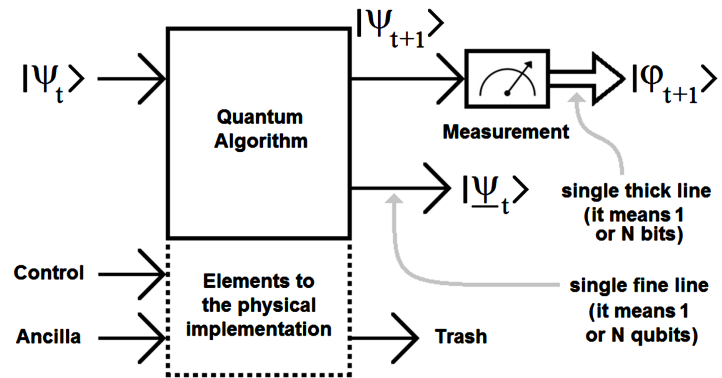 |Ψt>
Quantum
Algorithm
|Ψt+1>
Measurement
|φt+1>
|Ψt>
single thick line
(it means 1
or N bits)
single fine line
(it means 1
or N qubits)
Control
Ancilla
Elements to
the physical
implementation
Trash